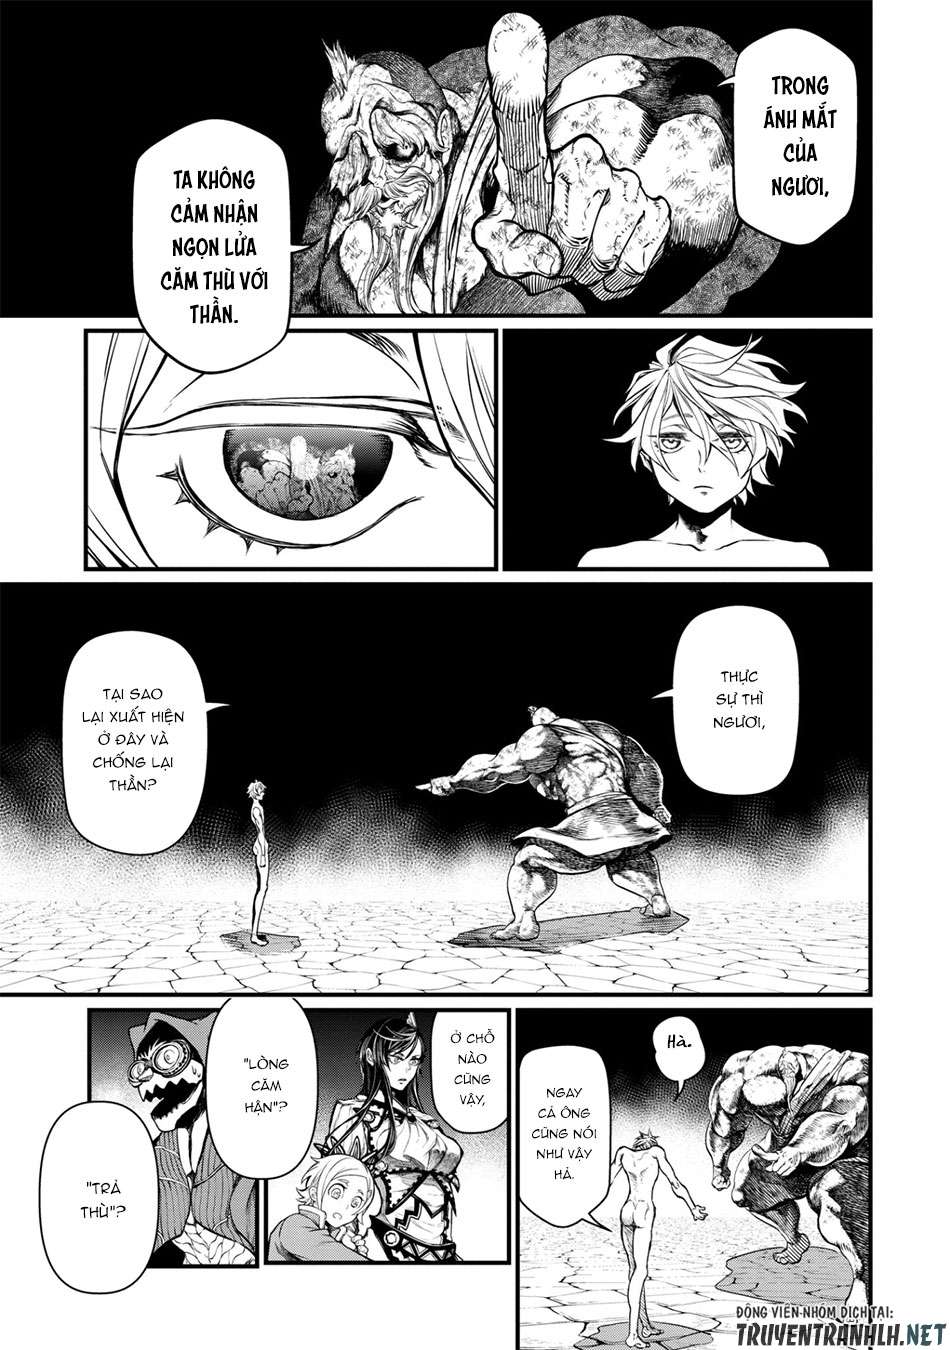 TRONG
ÁNH MẮT
CỦA
NGƯƠI,
TA KHÔNG
CẢM NHẬN
NGỌN LỬA
CĂM THÙ VỚI
THẦN.
THỰC
SỰ THÌ
NGƯƠI,
TẠI SAO
LẠI XUẤT HIỆN
Ở ĐÂY VÀ
CHỐNG LẠI
THẦN?
HÀ.
NGAY
CẢ ÔNG
CŨNG NÓI
NHƯ VẬY
HẢ.
Ở CHỖ
NÀO
CŨNG
VẬY,
"LÒNG
CĂM
HẬN"?
"TRẢ
THÙ"?
ĐỘNG VIÊN NHÓM DỊCH TẠI:
TRUYENTRANHLH.NET